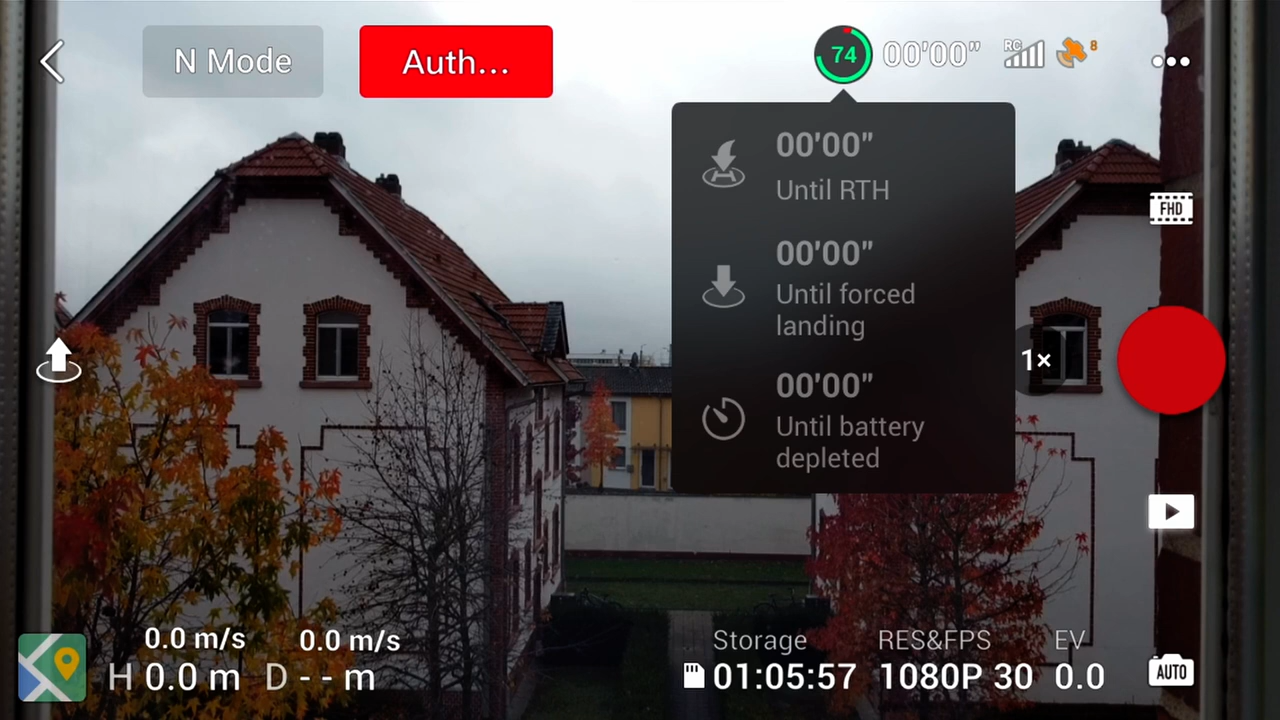 N Mode
Auth...
74
00'00"
RC
8
00'00"
Until RTH
00'00"
Until forced
landing
00'00"
Until battery
depleted
FHD
1×
0.0 m/s
0.0 m/s
H 0.0 m
D -- m
Storage
01:05:57
RES&FPS
1080P 30
EV
0.0
AUTO